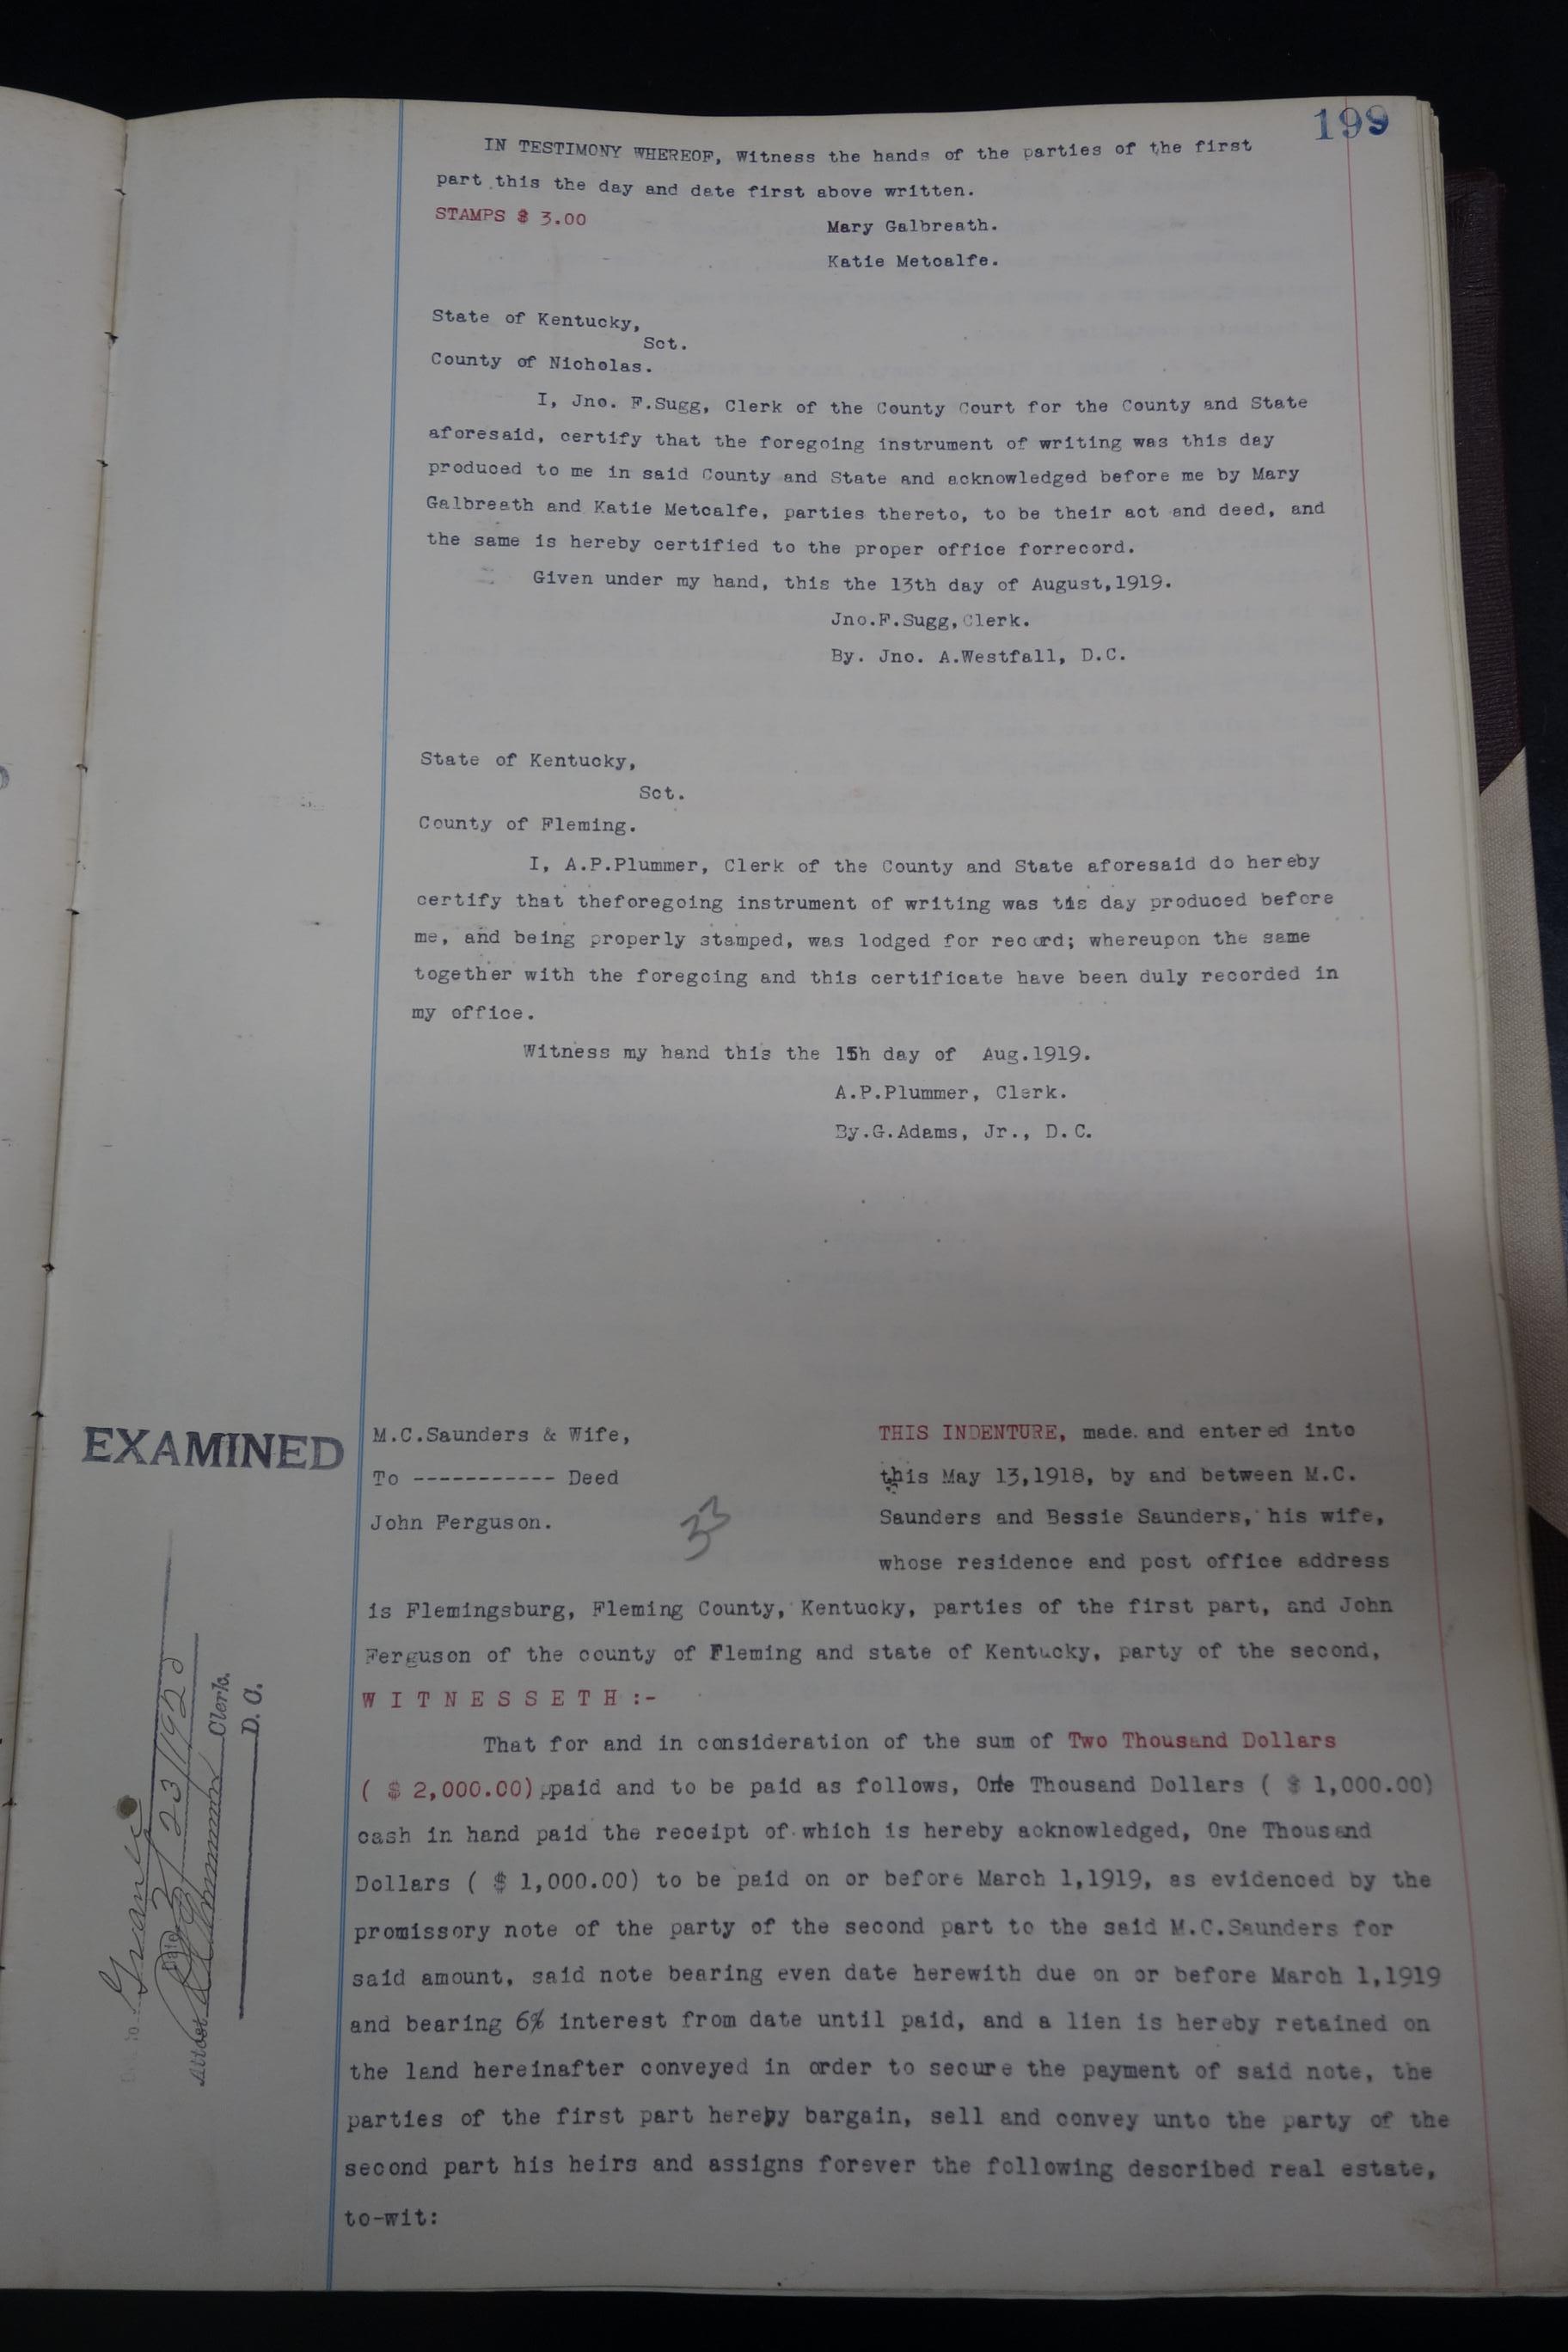 199
IN TESTIMONY WHEREOF, Witness the hands of the parties of the first
part this the day and date first above written.
STAMPS $ 3.00
Mary Galbreath.
Katie Metcalfe.
State of Kentucky,
Sct.
County of Nicholas.
I, Jno. F.Sugg, Clerk of the County Court for the County and State
aforesaid, certify that the foregoing instrument of writing was this day
produced to me in said County and State and acknowledged before me by Mary
Galbreath and Katie Metcalfe, parties thereto, to be their act and deed, and
the same is hereby certified to the proper office forrecord.
Given under my hand, this the 13th day of August,1919.
Jno.F.Sugg,Clerk.
By. Jno. A.Westfall, D.C.
State of Kentucky,
Sct.
County of Fleming.
I, A.P.Plummer, Clerk of the County and State aforesaid do hereby
certify that theforegoing instrument of writing was tis day produced before
me, and being properly stamped, was lodged for record; whereupon the same
together with the foregoing and this certificate have been duly recorded in
my office.
Witness my hand this the 15h day of Aug.1919.
A.P.Plummer, Clerk.
By.G.Adams, Jr., D.C.
EXAMINED
M.C.Saunders & Wife,
To ----------- Deed
John Ferguson.
33
THIS INDENTURE, made and entered into
this May 13,1918, by and between M.C.
Saunders and Bessie Saunders, his wife,
whose residence and post office address
is Flemingsburg, Fleming County, Kentucky, parties of the first part, and John
Ferguson of the county of Fleming and state of Kentucky, party of the second,
W I T N E S S E T H :-
That for and in consideration of the sum of Two Thousand Dollars
( $ 2,000.00) ppaid and to be paid as follows, One Thousand Dollars ( $ 1,000.00)
cash in hand paid the receipt of which is hereby acknowledged, One Thousand
Dollars ( $ 1,000.00) to be paid on or before March 1,1919, as evidenced by the
promissory note of the party of the second part to the said M.C.Saunders for
said amount, said note bearing even date herewith due on or before March 1,1919
and bearing 6% interest from date until paid, and a lien is hereby retained on
the land hereinafter conveyed in order to secure the payment of said note, the
parties of the first part hereby bargain, sell and convey unto the party of the
second part his heirs and assigns forever the following described real estate,
to-wit:
Grantee
Attest
Clerk.
D. C.